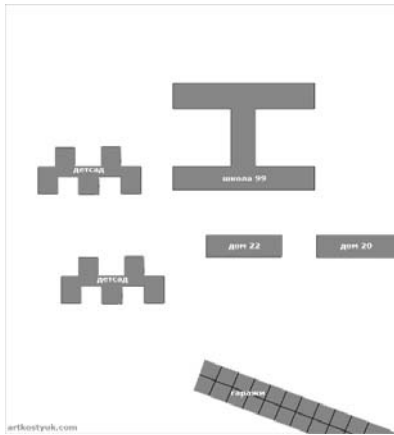 детсад
школа 99
дом 22
дом 20
детсад
гаражи
artkostyuk.com